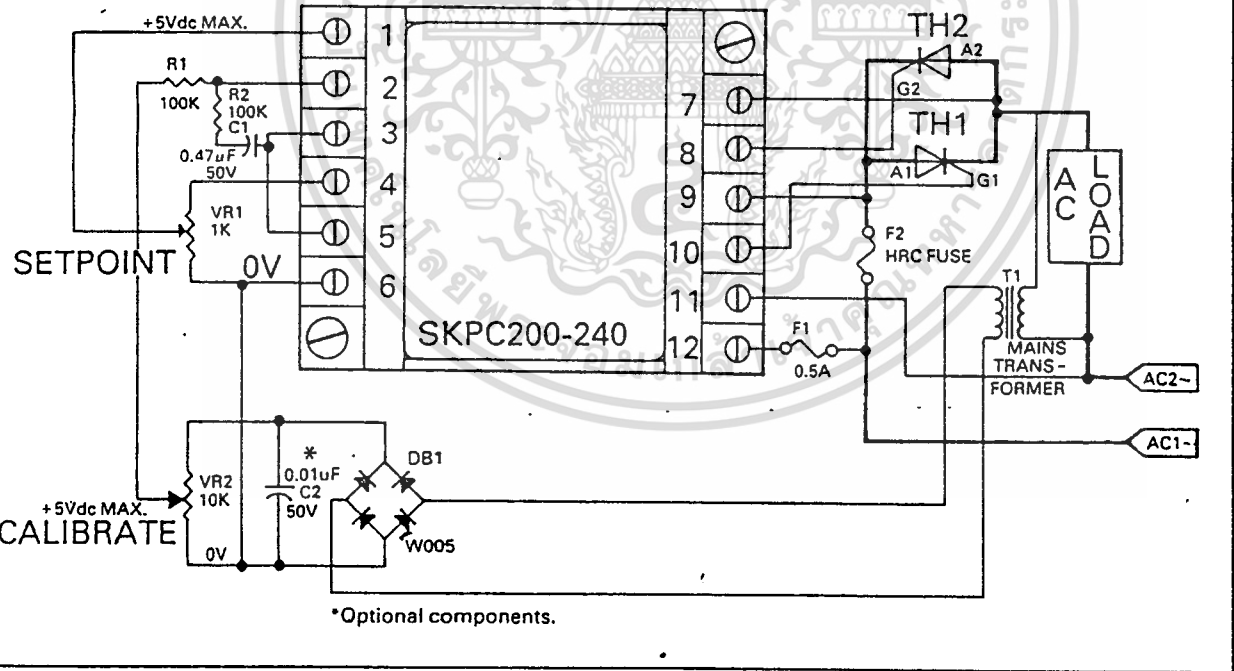 +5Vdc MAX.
1
R1
100K
2
R2
100K
C1
3
0.47uF
50V
4
VR1
1K
5
SETPOINT
0V
6
SKPC200-240
7
8
9
10
11
12
TH2
A2
G2
TH1
A1
G1
AC LOAD
F2
HRC FUSE
T1
MAINS
TRANS-
FORMER
F1
0.5A
AC2~
AC1~
VR2
10K
+5Vdc MAX.
CALIBRATE
0V
*
0.01uF
C2
50V
DB1
W005
*Optional components.